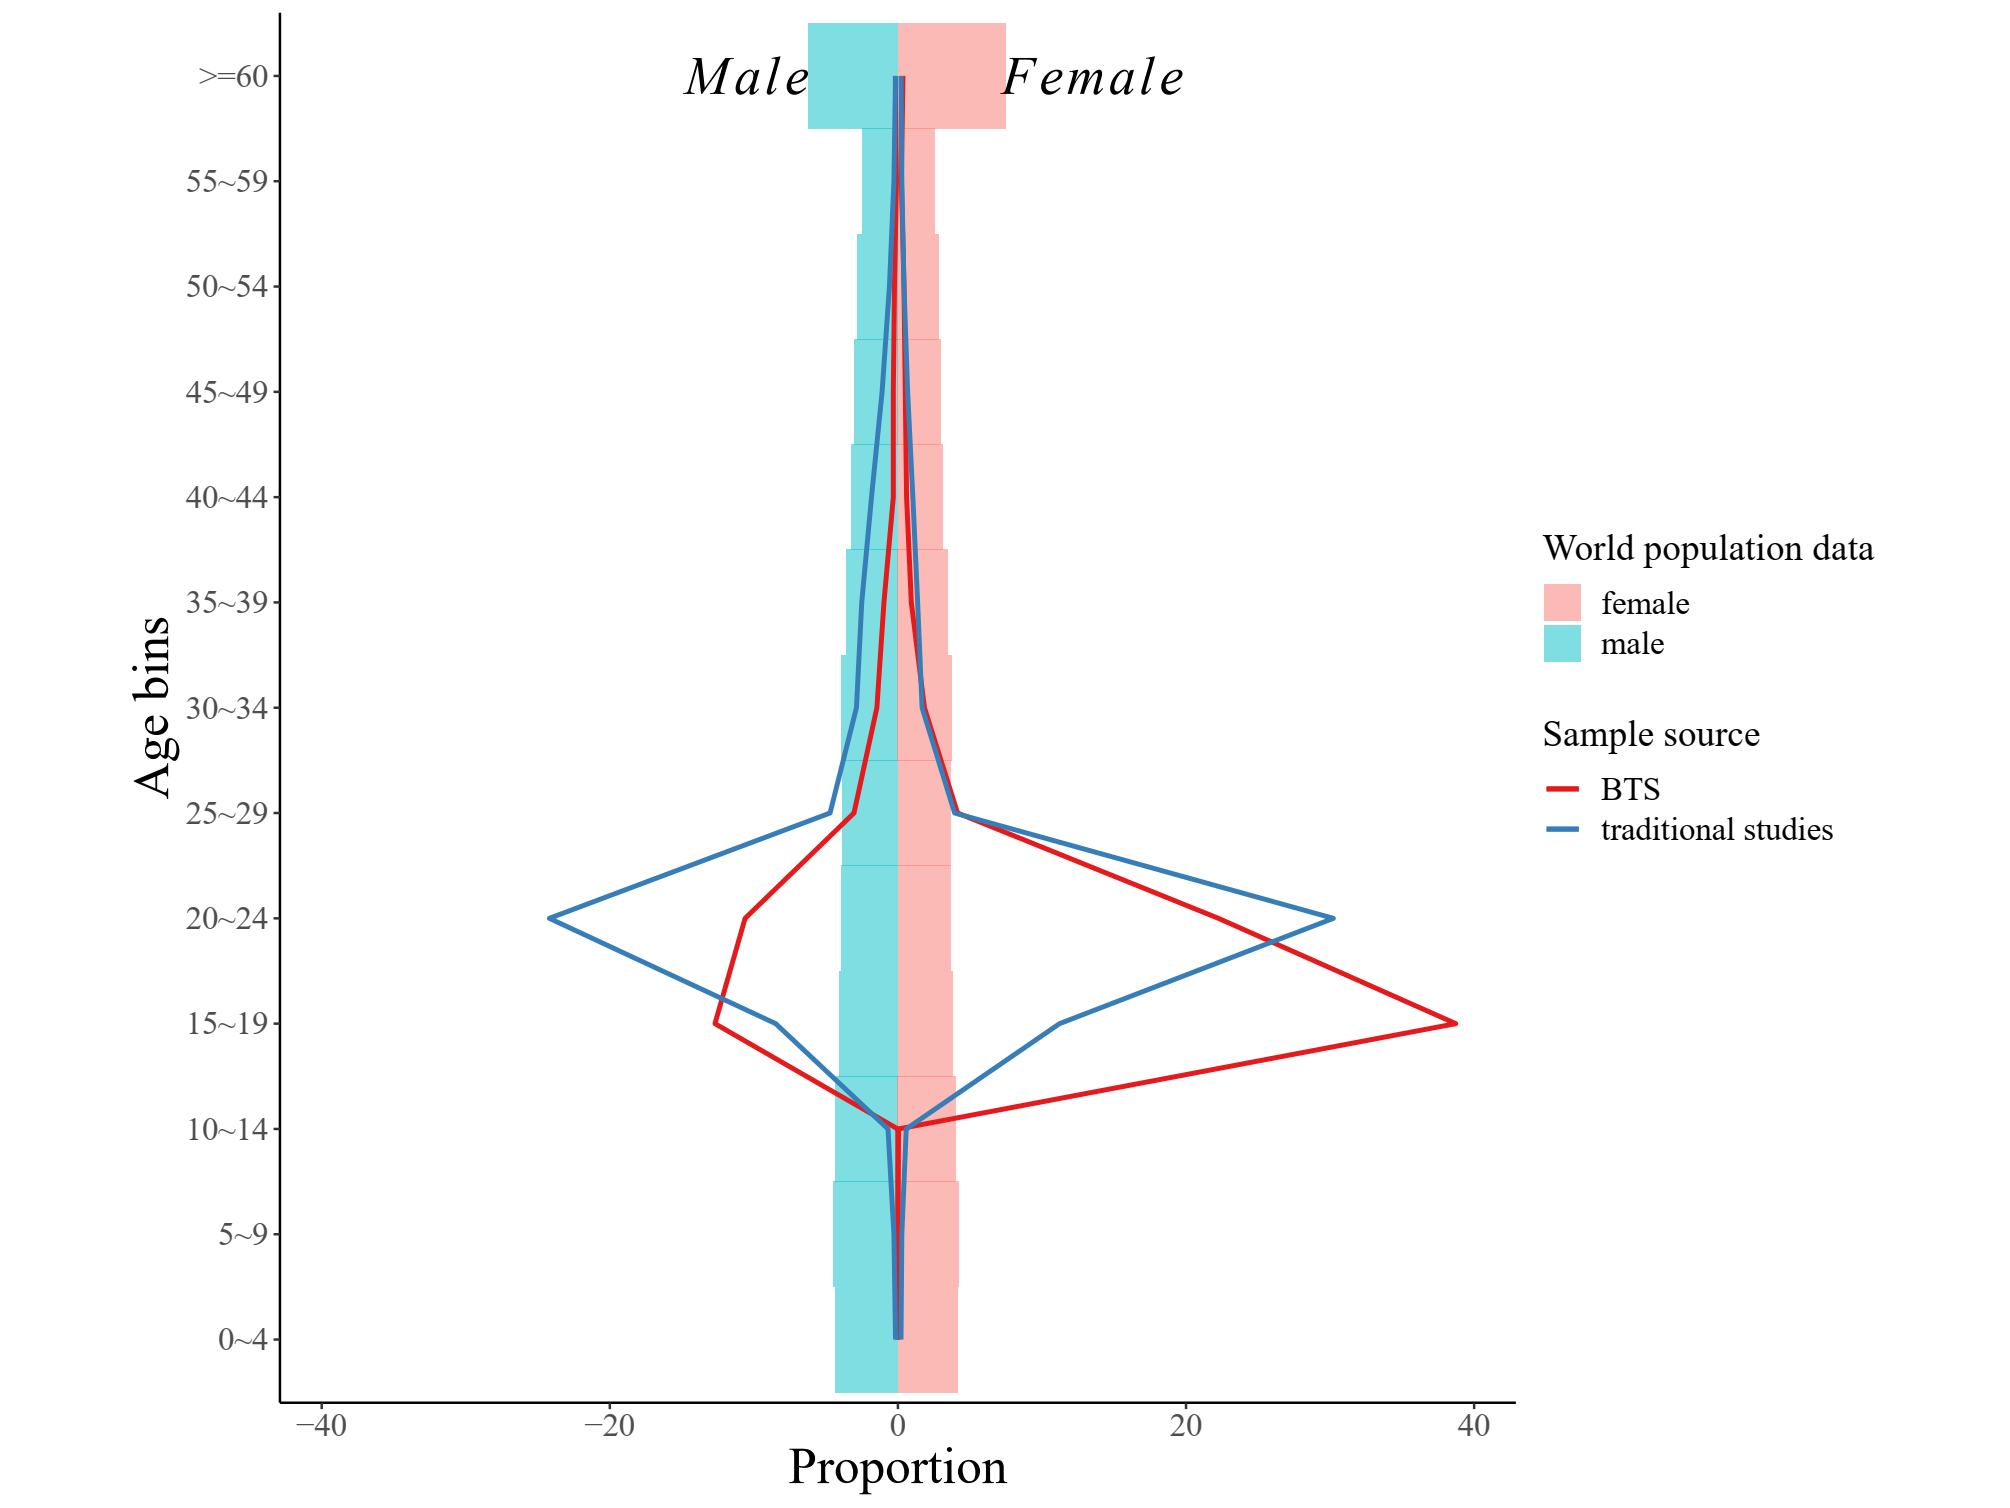 Male Female
>=60
55~59
50~54
45~49
40~44
35~39
30~34
25~29
20~24
15~19
10~14
5~9
0~4
Age bins
−40 −20 0 20 40
Proportion
World population data
female
male
Sample source
BTS
traditional studies